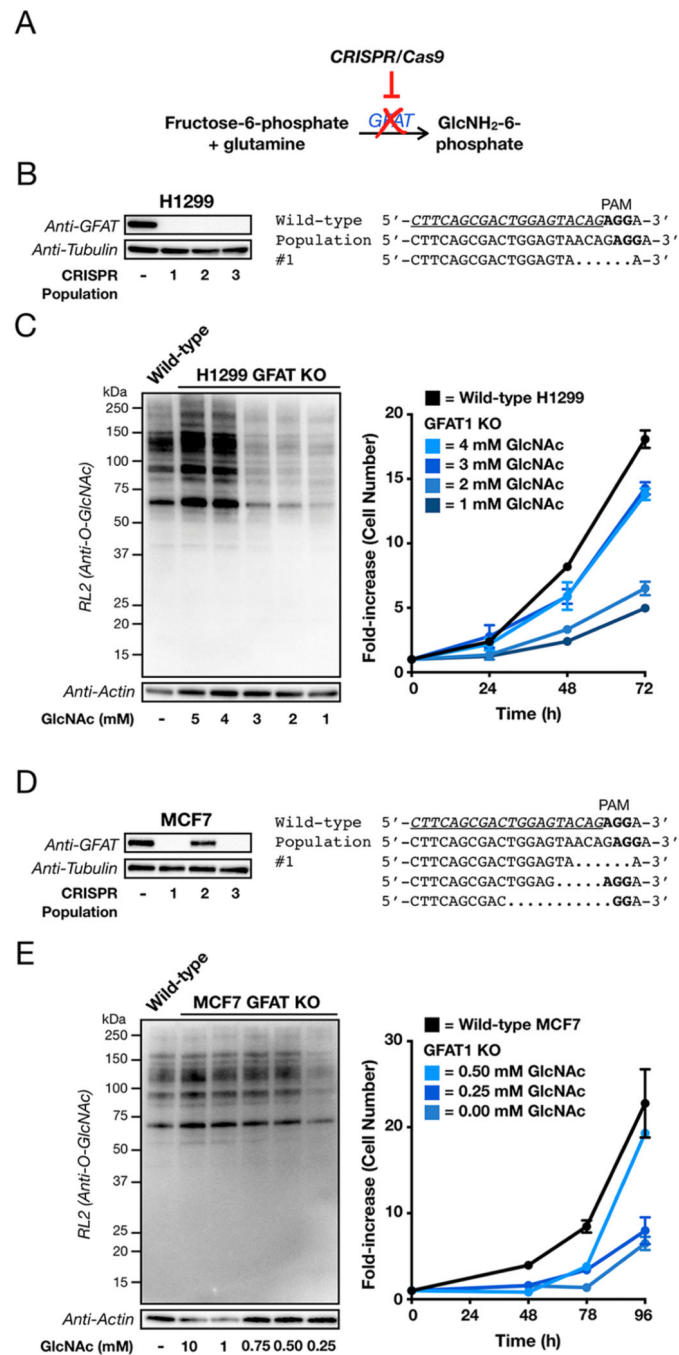 A
CRISPR/Cas9
Fructose-6-phosphate + glutamine
GFAT
GlcNH2-6-phosphate
B
H1299
Anti-GFAT
Anti-Tubulin
CRISPR Population - 1 2 3
PAM
Wild-type 5’-CTTCAGCGACTGGAGTACAGAGGA-3’
Population 5’-CTTCAGCGACTGGAGTAACAGAGGA-3’
#1 5’-CTTCAGCGACTGGAGTA......A-3’
C
Wild-type
H1299 GFAT KO
kDa
250
150
100
75
50
37
25
20
15
RL2 (Anti-O-GlcNAc)
Anti-Actin
GlcNAc (mM) - 5 4 3 2 1
= Wild-type H1299
GFAT1 KO
= 4 mM GlcNAc
= 3 mM GlcNAc
= 2 mM GlcNAc
= 1 mM GlcNAc
Fold-increase (Cell Number)
20
15
10
5
0
0 24 48 72
Time (h)
D
MCF7
Anti-GFAT
Anti-Tubulin
CRISPR Population - 1 2 3
PAM
Wild-type 5’-CTTCAGCGACTGGAGTACAGAGGA-3’
Population 5’-CTTCAGCGACTGGAGTAACAGAGGA-3’
#1 5’-CTTCAGCGACTGGAGTA......A-3’
5’-CTTCAGCGACTGGAG.....AGGA-3’
5’-CTTCAGCGAC...........GGA-3’
E
Wild-type
MCF7 GFAT KO
kDa
250
150
100
75
50
37
25
20
15
RL2 (Anti-O-GlcNAc)
Anti-Actin
GlcNAc (mM) - 10 1 0.75 0.50 0.25
= Wild-type MCF7
GFAT1 KO
= 0.50 mM GlcNAc
= 0.25 mM GlcNAc
= 0.00 mM GlcNAc
Fold-increase (Cell Number)
30
20
10
0
0 24 48 78 96
Time (h)